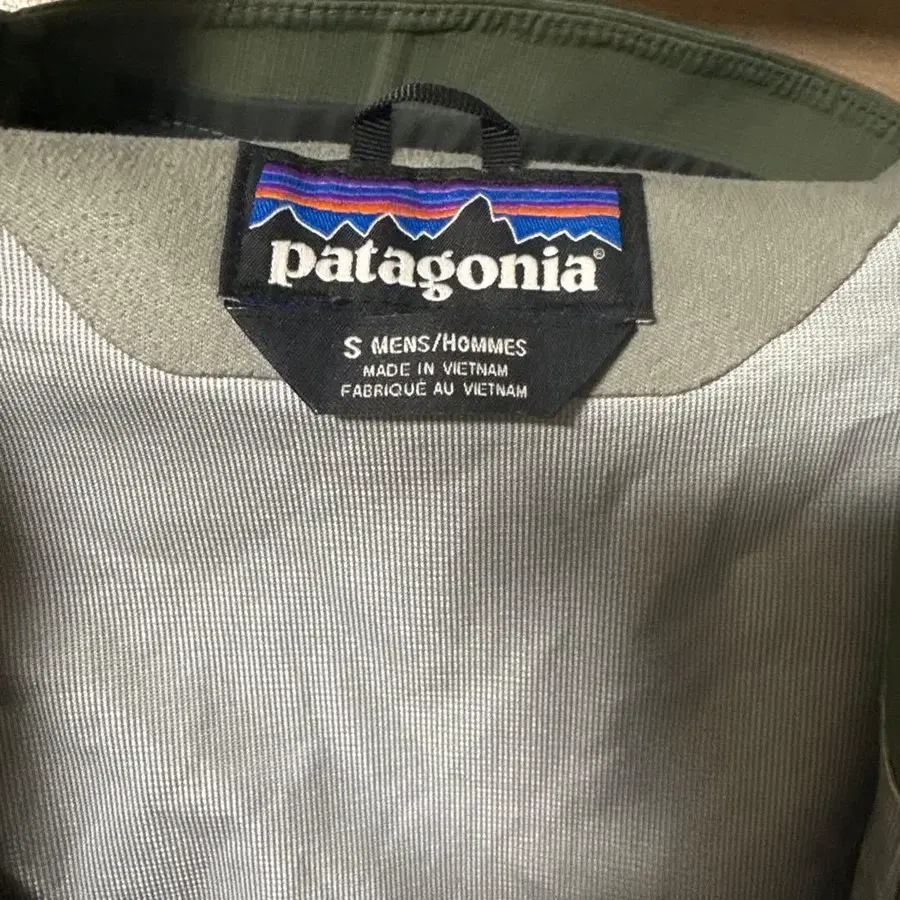 patagonia®
S MENS/HOMMES
MADE IN VIETNAM
FABRIQUÉ AU VIETNAM